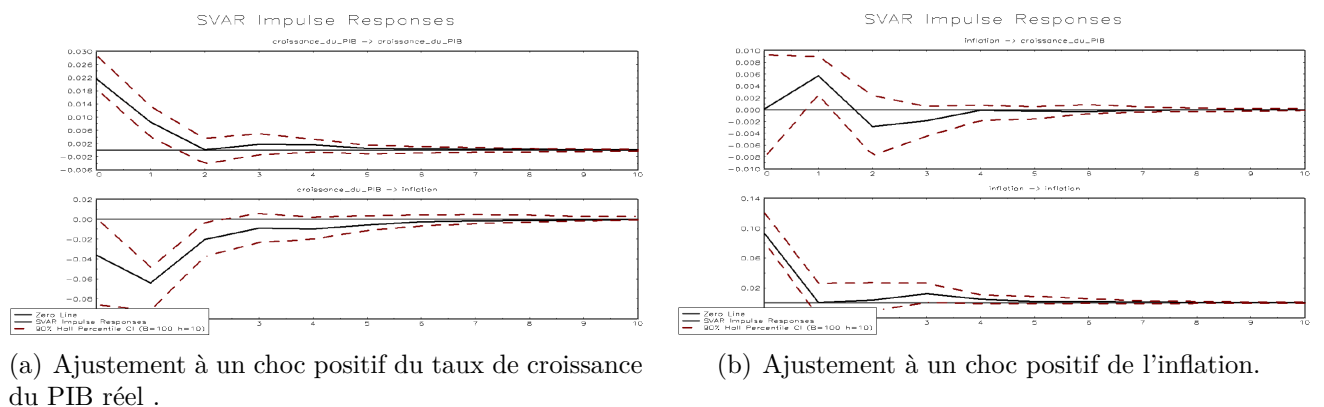 SVAR Impulse Responses
croissance_du_PIB -> croissance_du_PIB
0.030
0.026
0.022
0.018
0.014
0.010
0.006
0.002
-0.002
-0.006
0 1 2 3 4 5 6 7 8 9 10
croissance_du_PIB -> inflation
0.02
0.00
-0.02
-0.04
-0.06
-0.08
3 4 5 6 7 8 9 10
Zero Line
SVAR Impulse Responses
90% Hall Percentile CI (B=100 h=10)
(a) Ajustement à un choc positif du taux de croissance
du PIB réel .
SVAR Impulse Responses
inflation -> croissance_du_PIB
0.010
0.008
0.006
0.004
0.002
0.000
-0.002
-0.004
-0.006
-0.008
-0.010
0 1 2 3 4 5 6 7 8 9 10
inflation -> inflation
0.14
0.10
0.06
0.02
3 4 5 6 7 8 9 10
Zero Line
SVAR Impulse Responses
90% Hall Percentile CI (B=100 h=10)
(b) Ajustement à un choc positif de l'inflation.